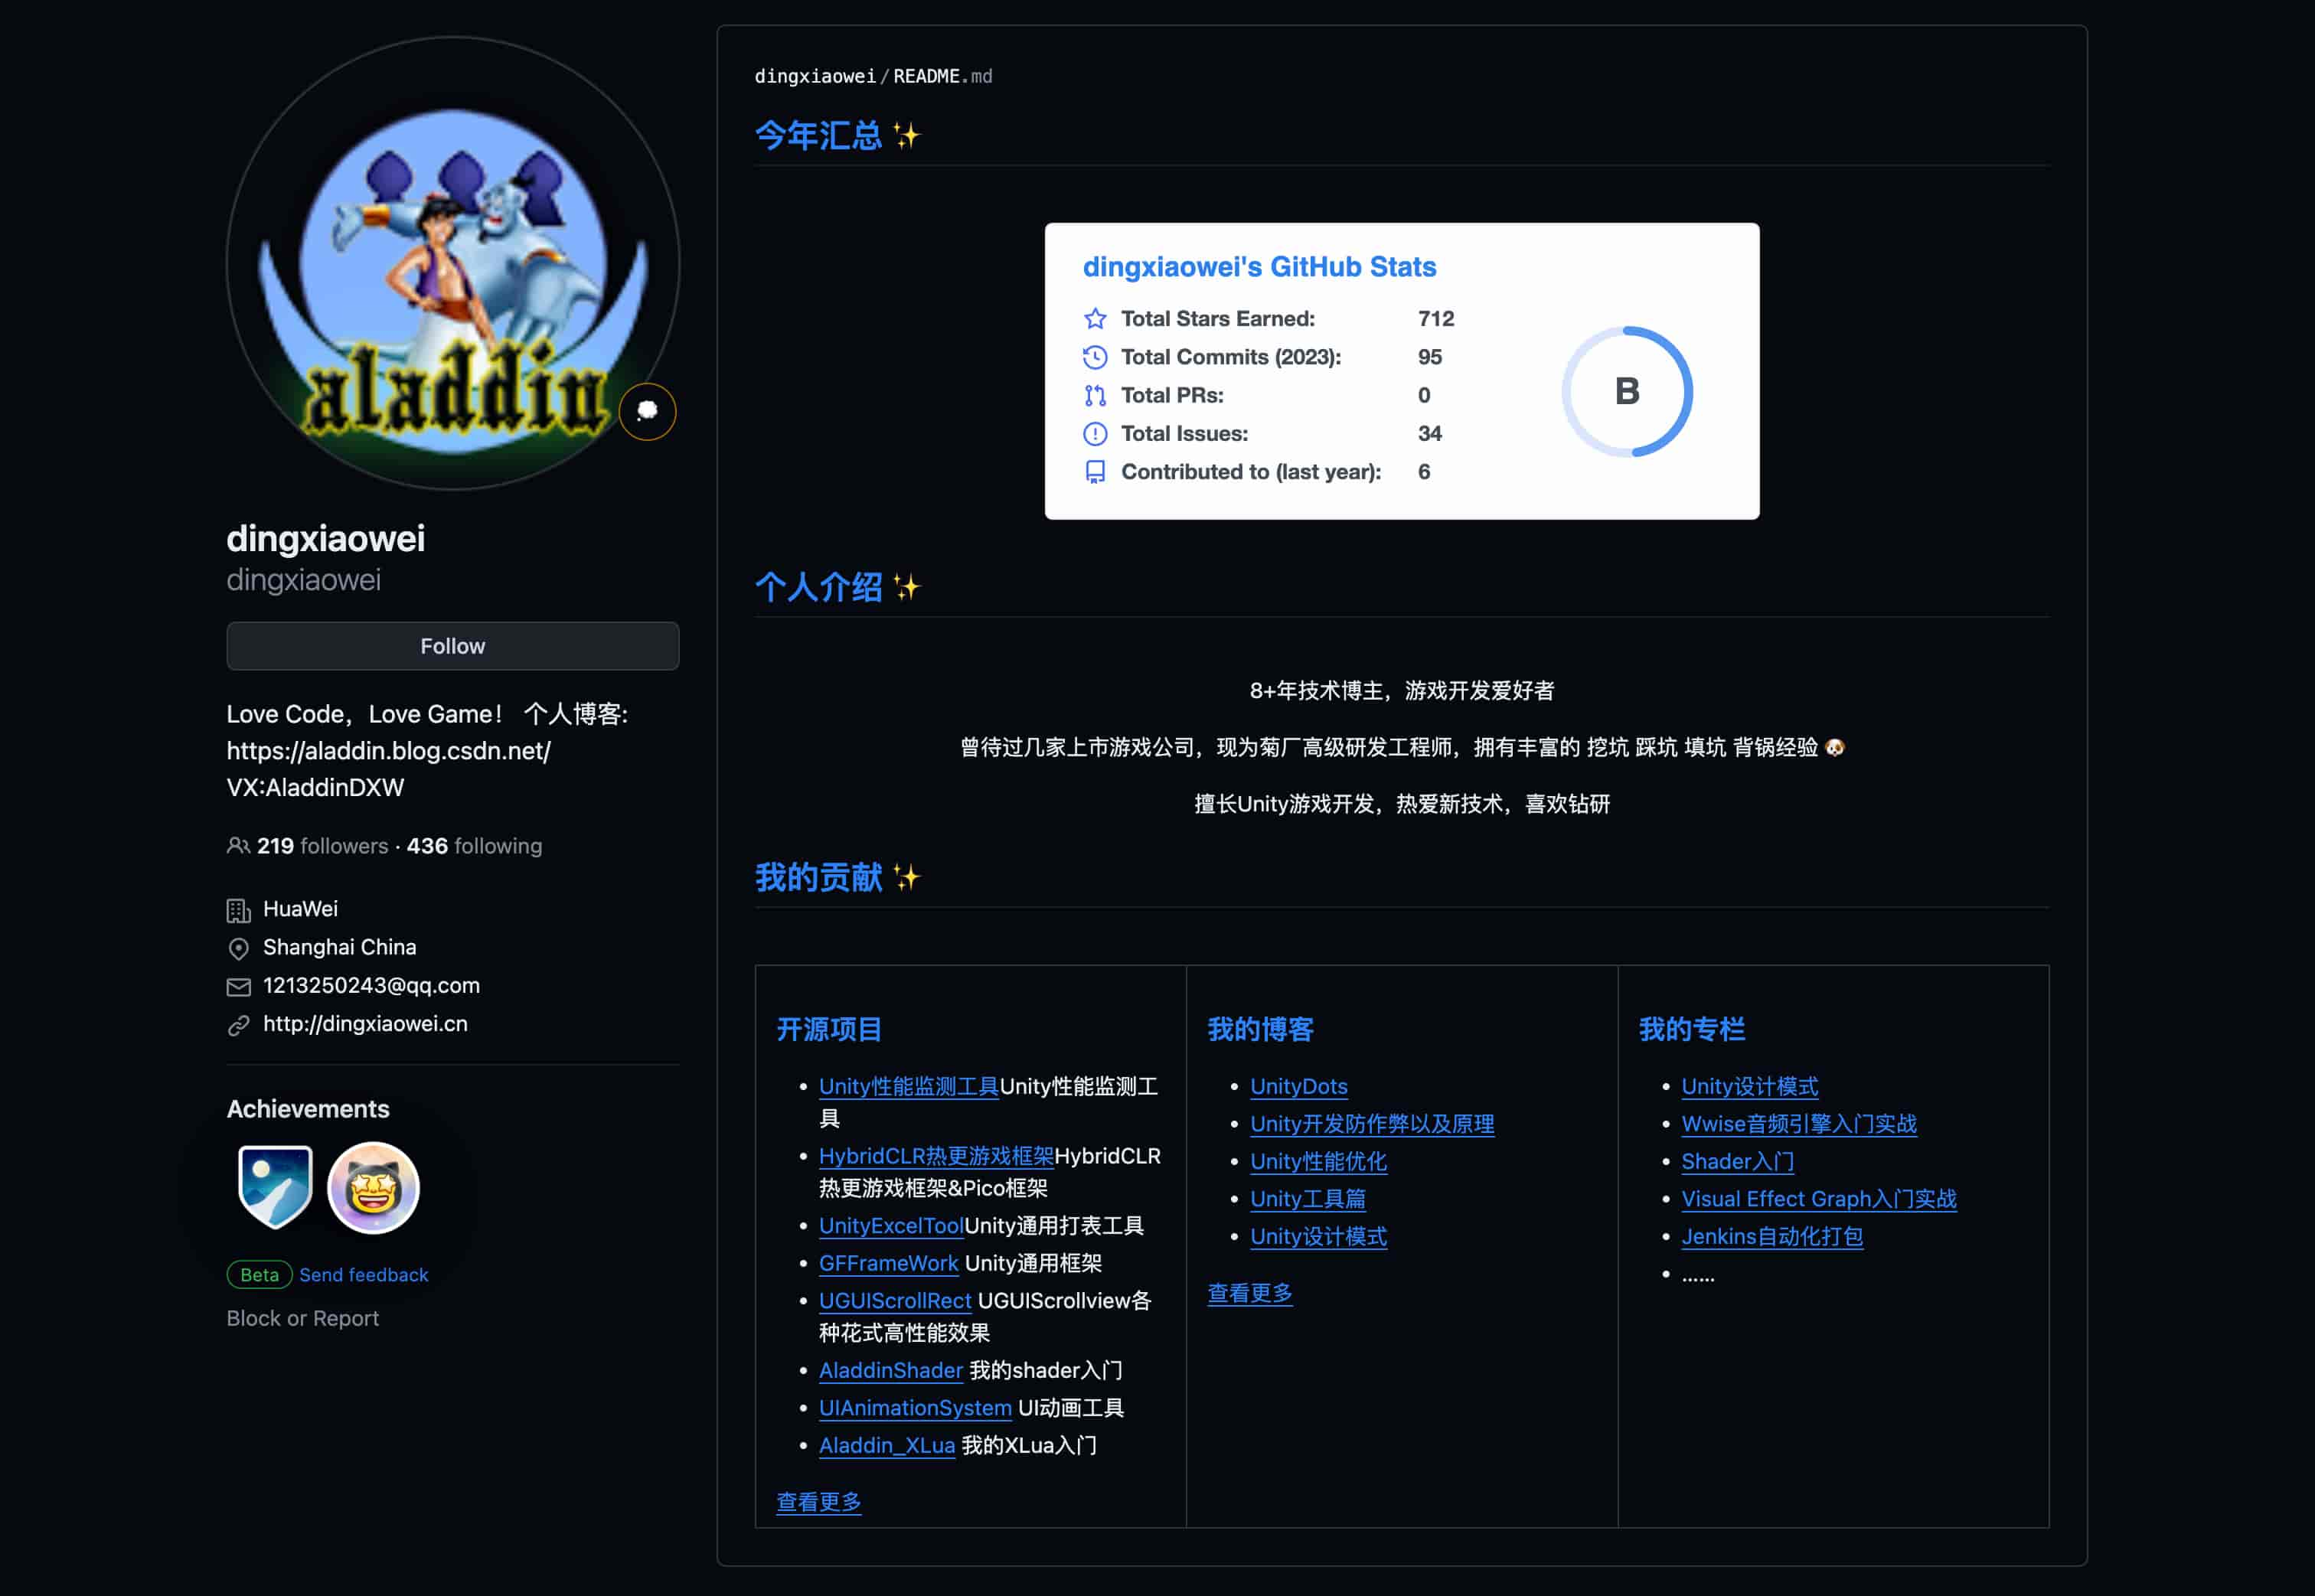 aladdin
dingxiaowei
dingxiaowei
Follow
Love Code，Love Game！ 个人博客:
https://aladdin.blog.csdn.net/
VX:AladdinDXW
219 followers · 436 following
HuaWei
Shanghai China
1213250243@qq.com
http://dingxiaowei.cn
Achievements
Beta Send feedback
Block or Report
dingxiaowei/README.md
今年汇总 ✨
dingxiaowei's GitHub Stats
Total Stars Earned: 712
Total Commits (2023): 95
Total PRs: 0
Total Issues: 34
Contributed to (last year): 6
B
个人介绍 ✨
8+年技术博主，游戏开发爱好者
曾待过几家上市游戏公司，现为菊厂高级研发工程师，拥有丰富的 挖坑 踩坑 填坑 背锅经验 🐶
擅长Unity游戏开发，热爱新技术，喜欢钻研
我的贡献 ✨
开源项目
Unity性能监测工具Unity性能监测工
具
HybridCLR热更游戏框架HybridCLR
热更游戏框架&Pico框架
UnityExcelToolUnity通用打表工具
GFFrameWork Unity通用框架
UGUIScrollRect UGUIScrollview各
种花式高性能效果
AladdinShader 我的shader入门
UIAnimationSystem UI动画工具
Aladdin_XLua 我的XLua入门
查看更多
我的博客
UnityDots
Unity开发防作弊以及原理
Unity性能优化
Unity工具篇
Unity设计模式
查看更多
我的专栏
Unity设计模式
Wwise音频引擎入门实战
Shader入门
Visual Effect Graph入门实战
Jenkins自动化打包
......